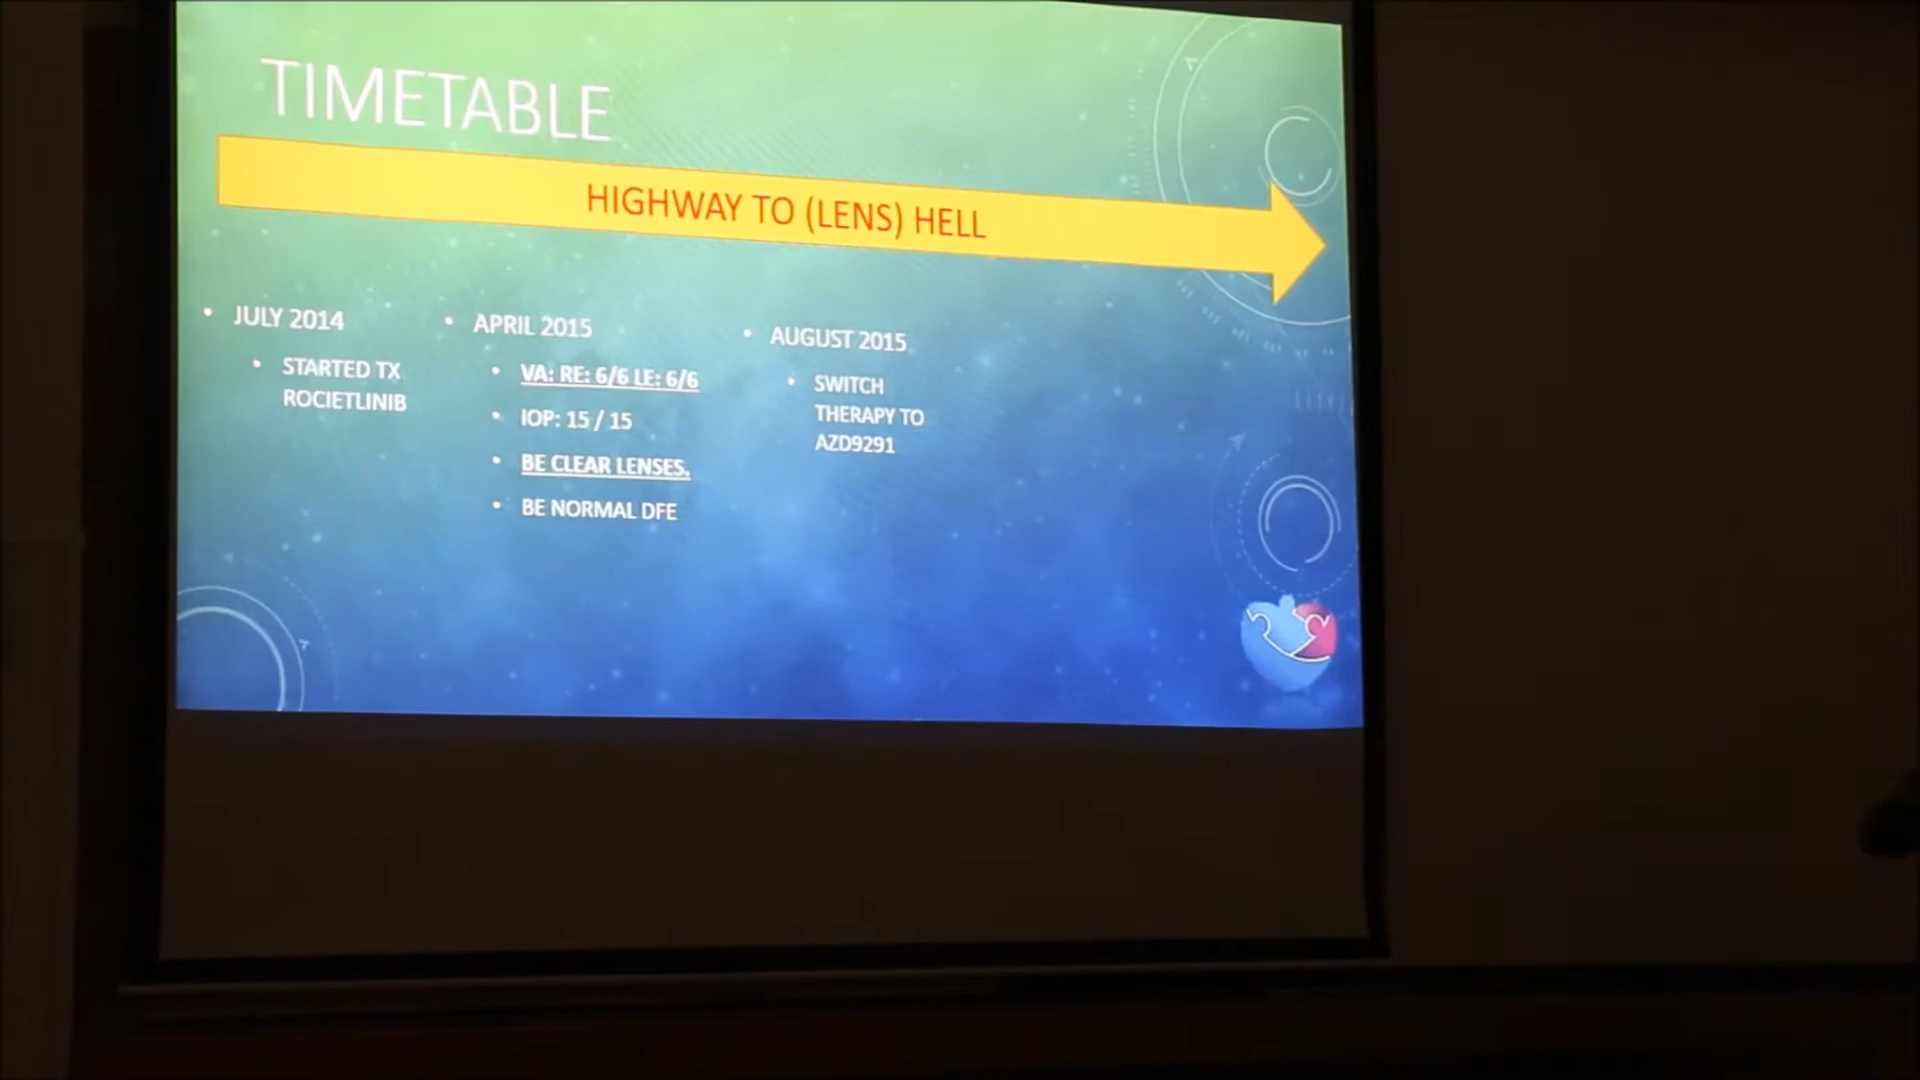 TIMETABLE
HIGHWAY TO (LENS) HELL
• JULY 2014
• STARTED TX
ROCIETLINIB
• APRIL 2015
• VA: RE: 6/6 LE: 6/6
• IOP: 15 / 15
• BE CLEAR LENSES.
• BE NORMAL DFE
• AUGUST 2015
• SWITCH
THERAPY TO
AZD9291